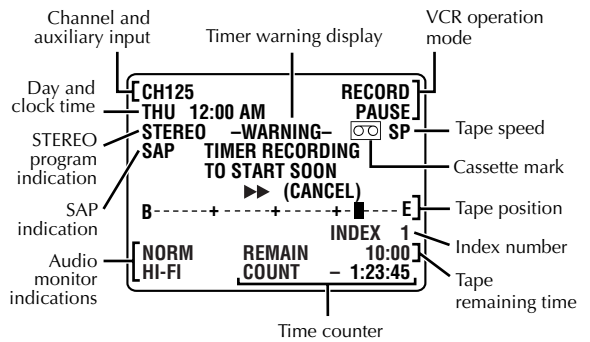 Channel and
auxiliary input
Timer warning display
VCR operation
mode
Day and
clock time
STEREO
program
indication
SAP
indication
Audio
monitor
indications
CH125
RECORD
THU 12:00 AM
PAUSE
STEREO –WARNING– SP
SAP TIMER RECORDING
TO START SOON
▶▶ (CANCEL)
B-----+-----+-----+--■---E
INDEX 1
NORM REMAIN 10:00
HI-FI COUNT – 1:23:45
Tape speed
Cassette mark
Tape position
Index number
Tape
remaining time
Time counter